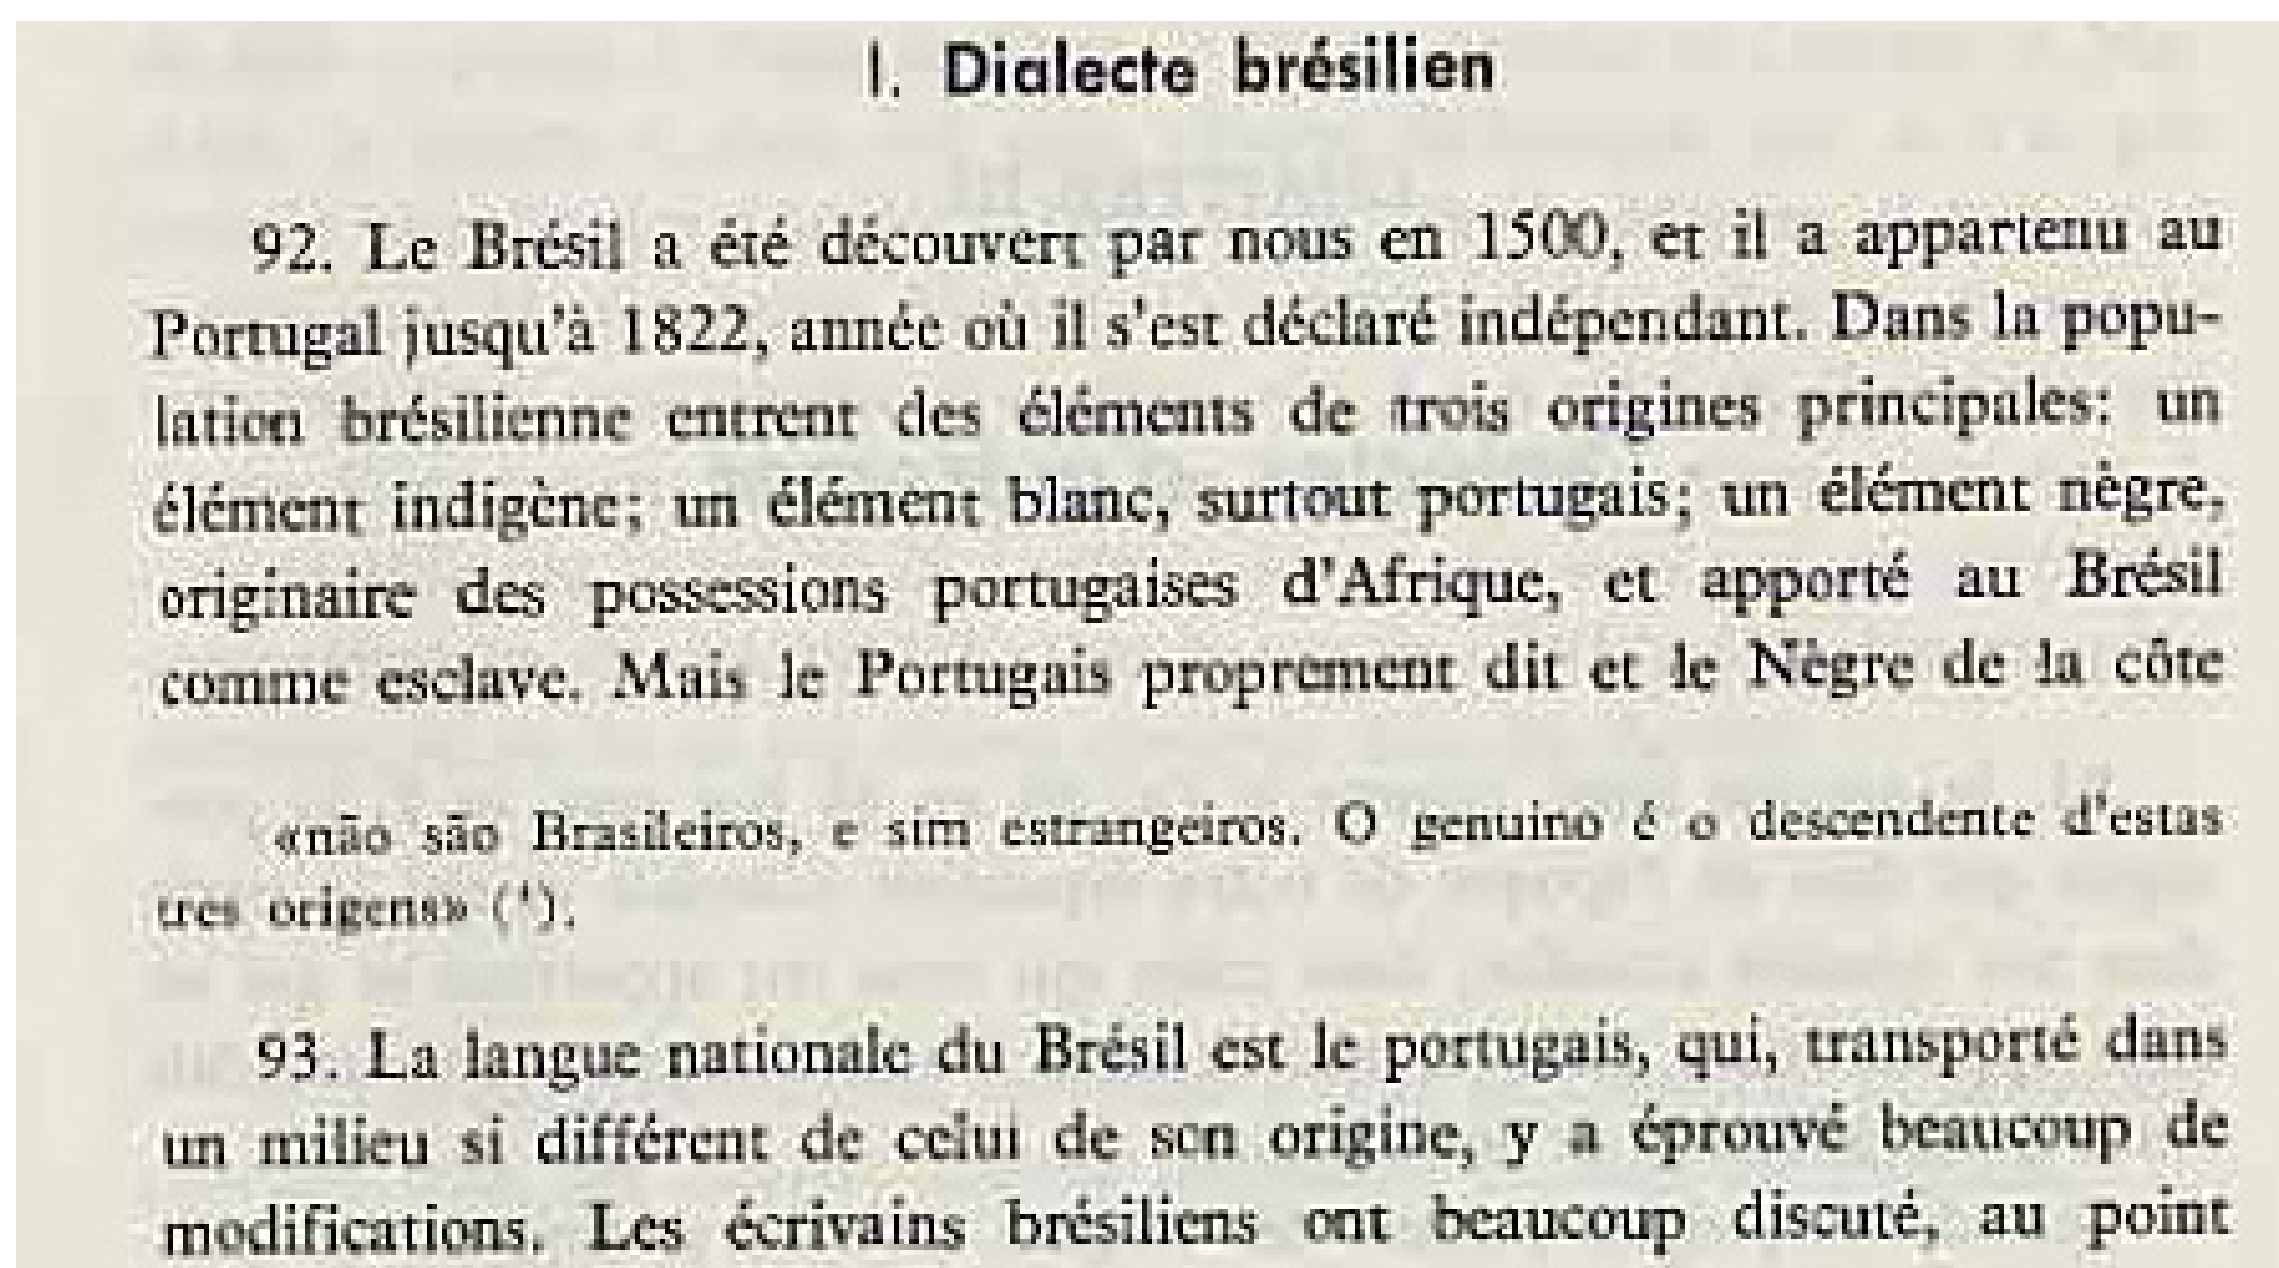 I. Dialecte brésilien
92. Le Brésil a été découvert par nous en 1500, et il a appartenu au
Portugal jusqu'à 1822, année où il s'est déclaré indépendant. Dans la popu-
lation brésilienne entrent des éléments de trois origines principales: un
élément indigène; un élément blanc, surtout portugais; un élément nègre,
originaire des possessions portugaises d'Afrique, et apporté au Brésil
comme esclave. Mais le Portugais proprement dit et le Nègre de la côte
«não são Brasileiros, e sim estrangeiros. O genuino é o descendente d'estas
tres origens» (¹).
93. La langue nationale du Brésil est le portugais, qui, transporté dans
un milieu si différent de celui de son origine, y a éprouvé beaucoup de
modifications. Les écrivains brésiliens ont beaucoup discuté, au point